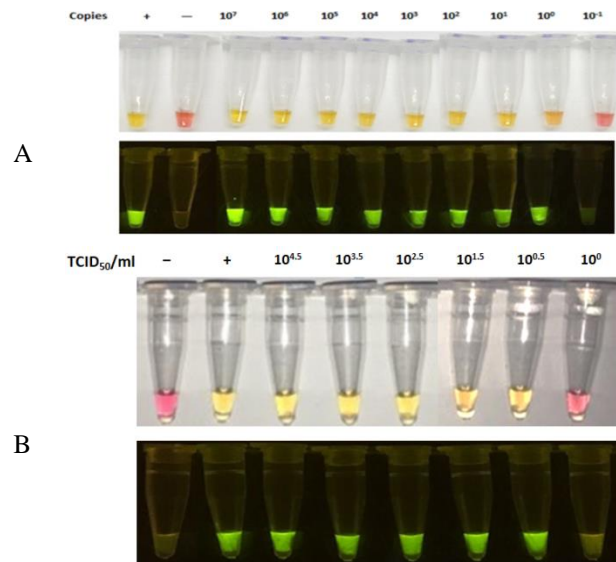 Copies + — 10⁷ 10⁶ 10⁵ 10⁴ 10³ 10² 10¹ 10⁰ 10⁻¹
A
TCID₅₀/ml − + 10⁴·⁵ 10³·⁵ 10²·⁵ 10¹·⁵ 10⁰·⁵ 10⁰
B